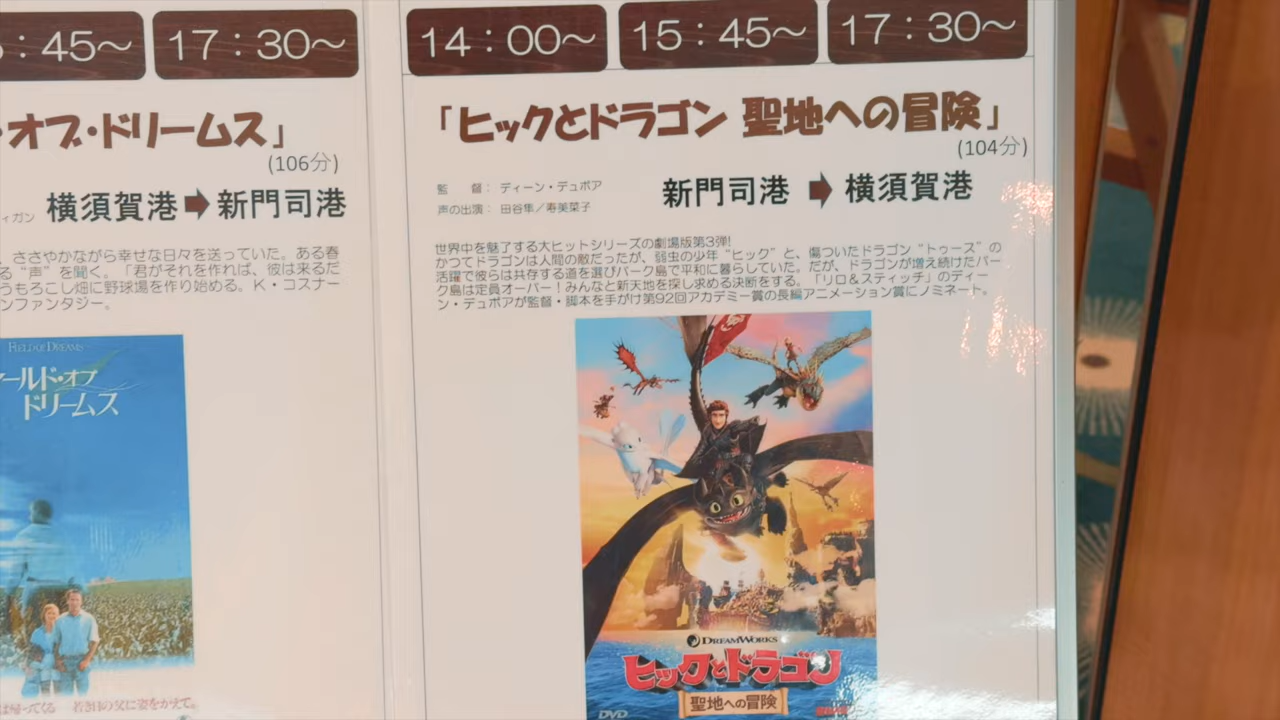 :45～
17:30～
・オブ・ドリームス」
(106分)
ィガン 横須賀港➡新門司港
、ささやかながら幸せな日々を送っていた。ある春
る“声”を聞く。「君がそれを作れば、彼は来るだ
うもろこし畑に野球場を作り始める。K・コスナー
ンファンタジー。
FIELD OF DREAMS
ールド・オブ
ドリームス
若き日の父に姿をかえて。
14:00～
15:45～
17:30～
「ヒックとドラゴン 聖地への冒険」
(104分)
監 督: ディーン・デュボア
声の出演: 田谷隼/寿美菜子
新門司港 ➡ 横須賀港
世界中を魅了する大ヒットシリーズの劇場版第3弾!
かつてドラゴンは人間の敵だったが、弱虫の少年“ヒック”と、傷ついたドラゴン“トゥース”の
活躍で彼らは共存する道を選びバーク島で平和に暮らしていた。だが、ドラゴンが増え続けたバー
ク島は定員オーバー!みんなと新天地を探し求める決断をする。「リロ&スティッチ」のディー
ン・デュボアが監督・脚本を手がけ第92回アカデミー賞の長編アニメーション賞にノミネート。
DREAMWORKS
ヒックとドラゴン
聖地への冒険
DVD